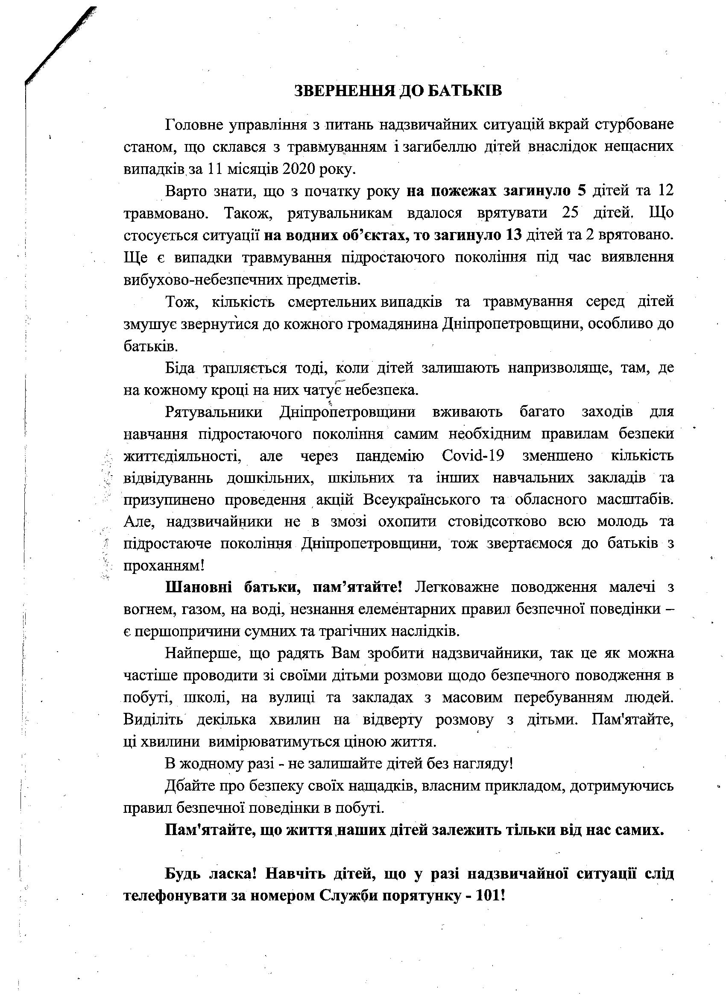 ЗВЕРНЕННЯ ДО БАТЬКІВ
Головне управління з питань надзвичайних ситуацій вкрай стурбоване
станом, що склався з травмуванням і загибеллю дітей внаслідок нещасних
випадків за 11 місяців 2020 року.
Варто знати, що з початку року на пожежах загинуло 5 дітей та 12
травмовано. Також, рятувальникам вдалося врятувати 25 дітей. Що
стосується ситуації на водних об’єктах, то загинуло 13 дітей та 2 врятовано.
Ще є випадки травмування підростаючого покоління під час виявлення
вибухово-небезпечних предметів.
Тож, кількість смертельних випадків та травмування серед дітей
змушує звернутися до кожного громадянина Дніпропетровщини, особливо до
батьків.
Біда трапляється тоді, коли дітей залишають напризволяще, там, де
на кожному кроці на них чатує небезпека.
Рятувальники Дніпропетровщини вживають багато заходів для
навчання підростаючого покоління самим необхідним правилам безпеки
життєдіяльності, але через пандемію Covid-19 зменшено кількість
відвідуваннь дошкільних, шкільних та інших навчальних закладів та
призупинено проведення акцій Всеукраїнського та обласного масштабів.
Але, надзвичайники не в змозі охопити стовідсотково всю молодь та
підростаюче покоління Дніпропетровщини, тож звертаємося до батьків з
проханням!
Шановні батьки, пам’ятайте! Легковажне поводження малечі з
вогнем, газом, на воді, незнання елементарних правил безпечної поведінки –
є першопричини сумних та трагічних наслідків.
Найперше, що радять Вам зробити надзвичайники, так це як можна
частіше проводити зі своїми дітьми розмови щодо безпечного поводження в
побуті, школі, на вулиці та закладах з масовим перебуванням людей.
Виділіть декілька хвилин на відверту розмову з дітьми. Пам'ятайте,
ці хвилини вимірюватимуться ціною життя.
В жодному разі - не залишайте дітей без нагляду!
Дбайте про безпеку своїх нащадків, власним прикладом, дотримуючись
правил безпечної поведінки в побуті.
Пам'ятайте, що життя наших дітей залежить тільки від нас самих.
Будь ласка! Навчіть дітей, що у разі надзвичайної ситуації слід
телефонувати за номером Служби порятунку - 101!